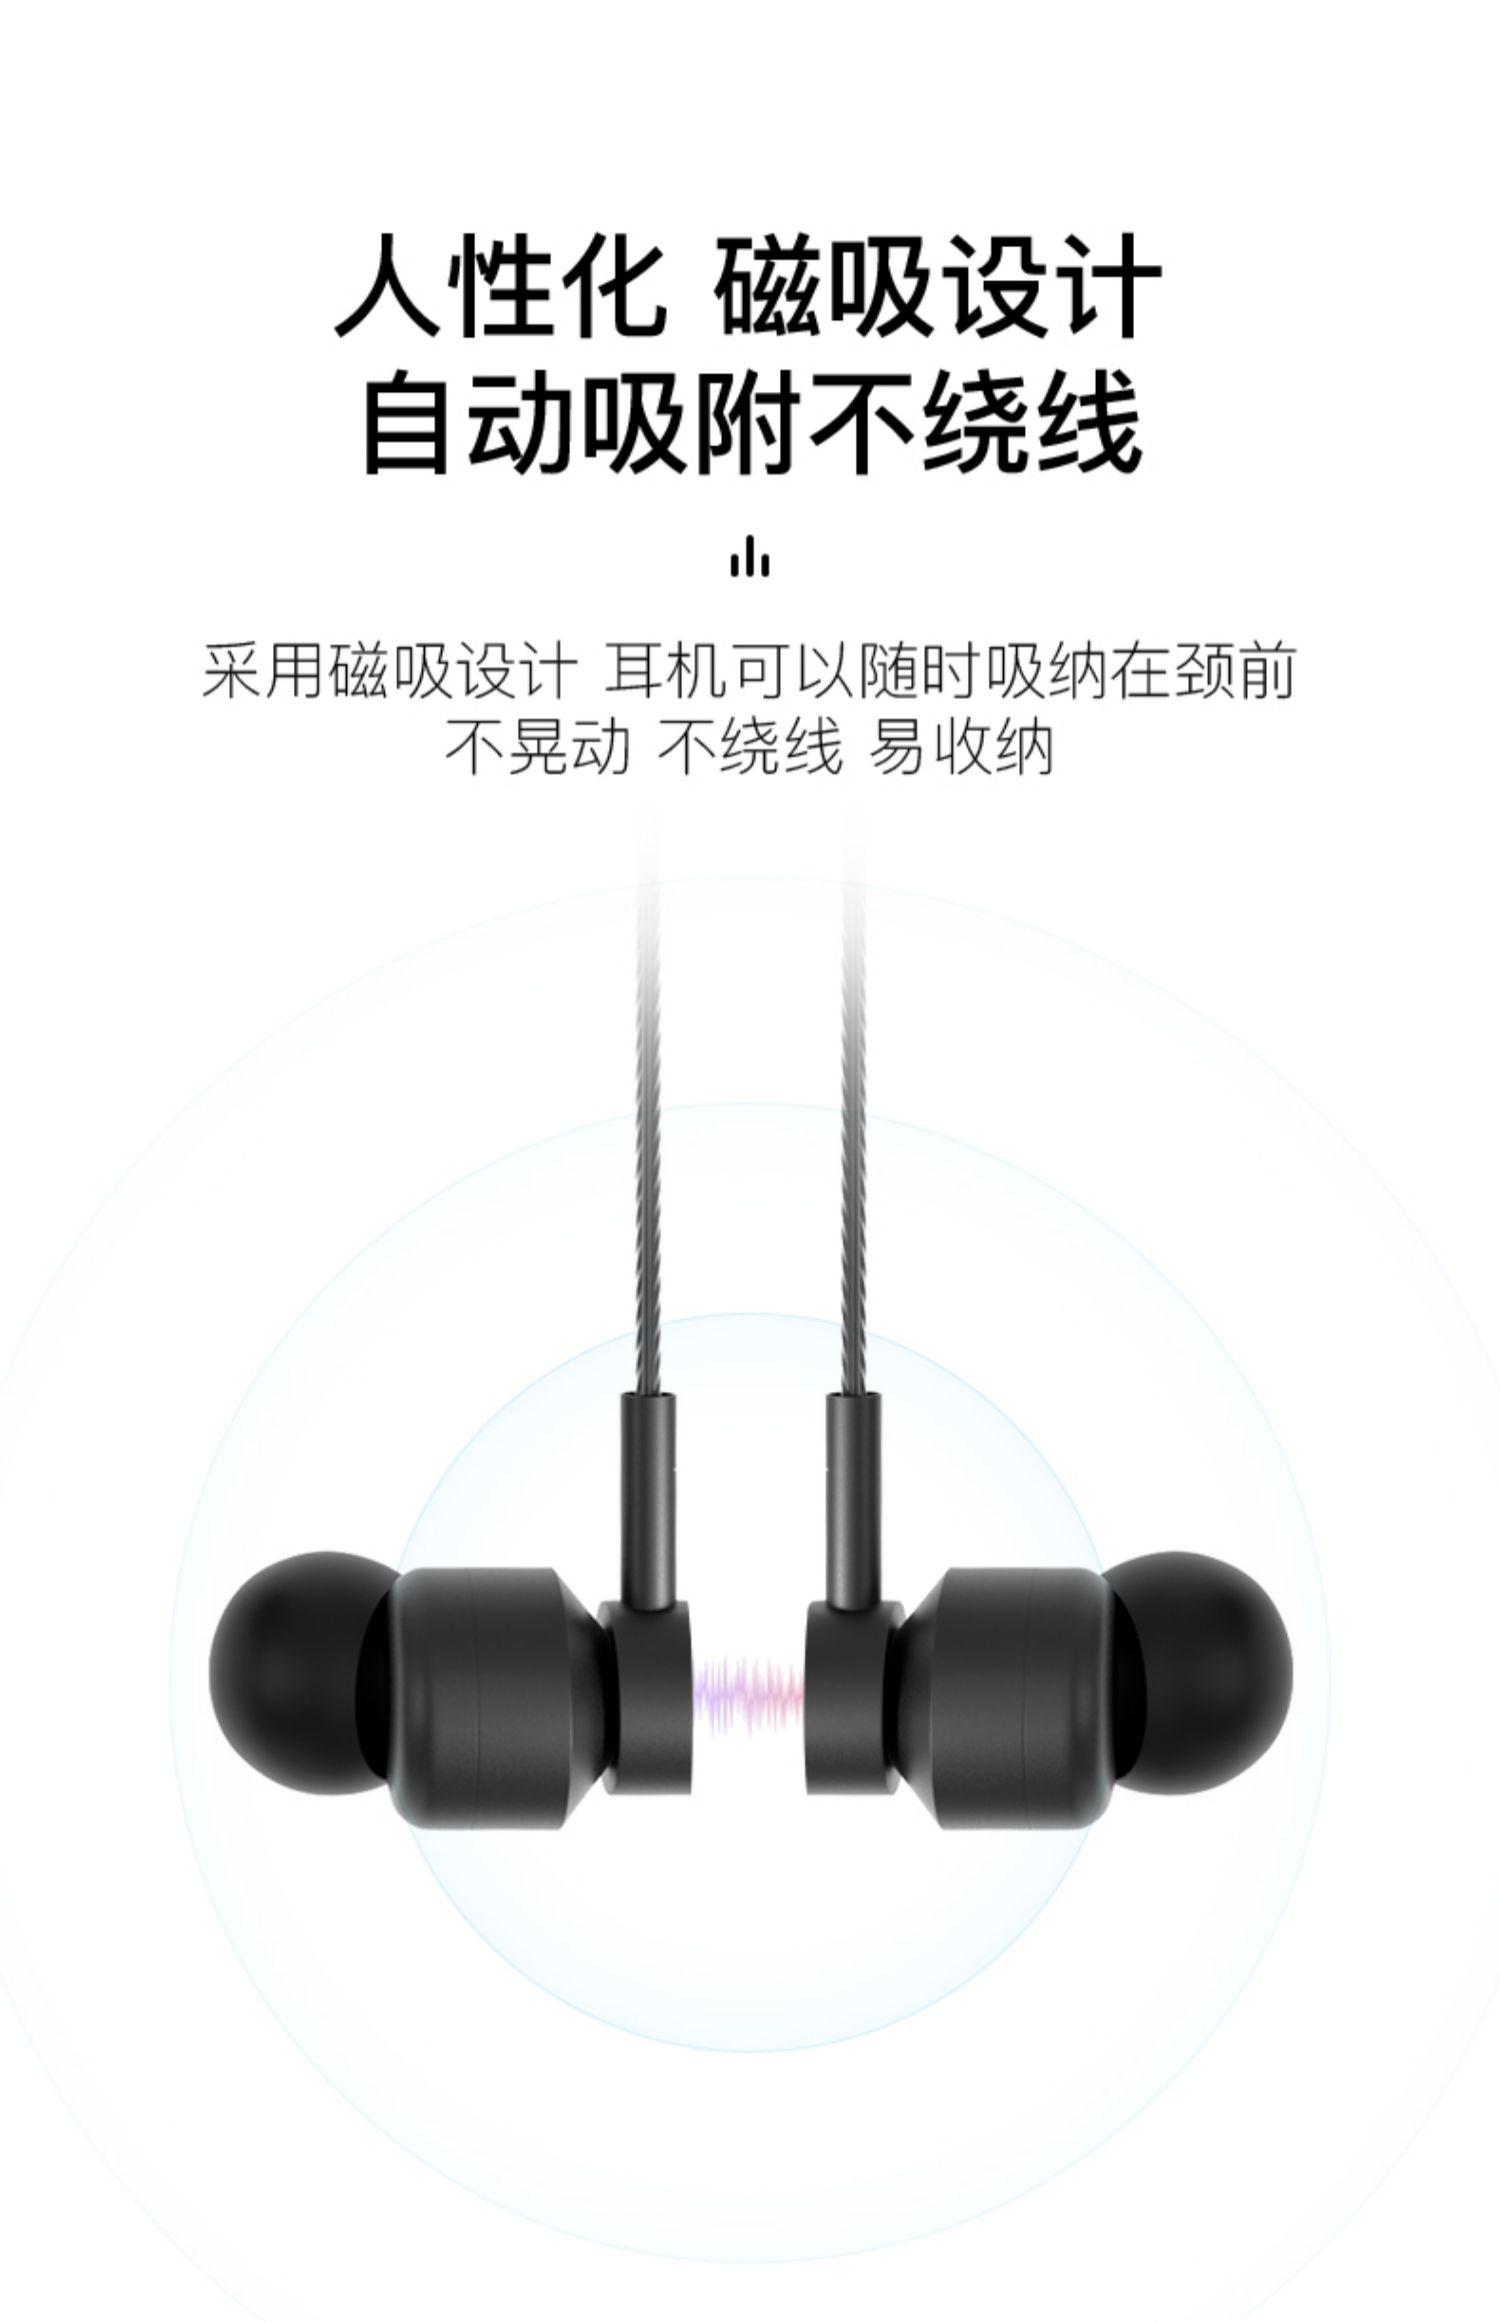 人性化 磁吸设计
自动吸附不绕线
采用磁吸设计 耳机可以随时吸纳在颈前
不晃动 不绕线 易收纳